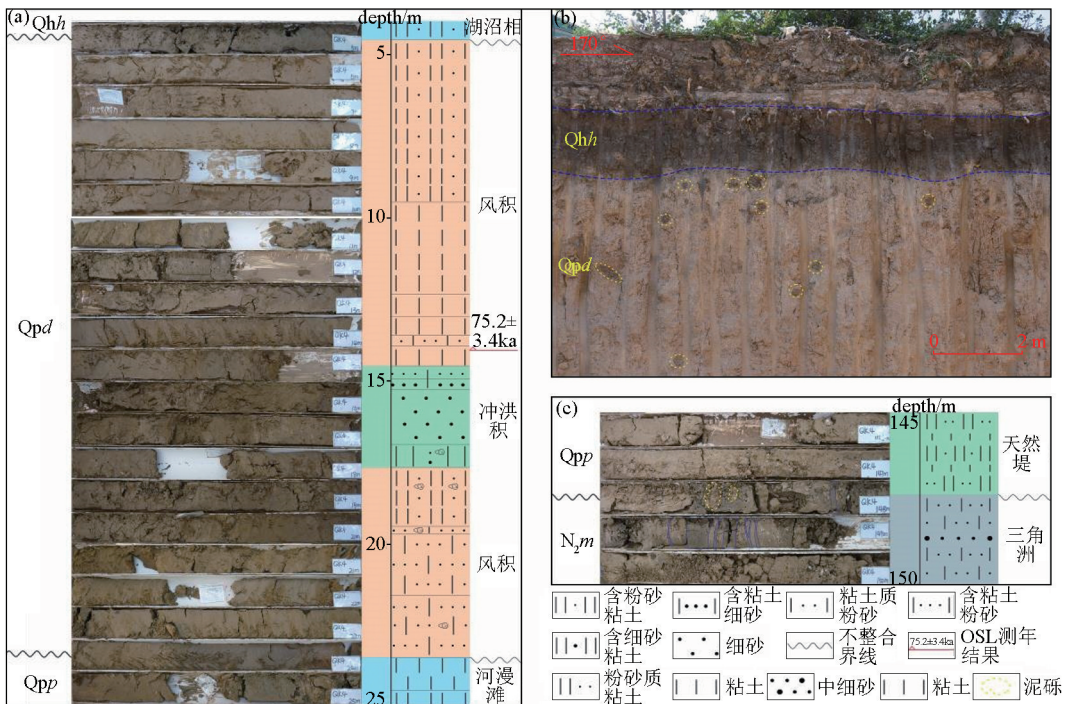 (a)
Qhh
depth/m
湖沼相
5
风积
10
Qpd
75.2±
3.4ka
15
冲洪
积
20
风积
Qpp
河漫
滩
25
(b)
170
Qhh
Qpd
0 2 m
(c)
depth/m
145
Qpp
天然
堤
N₂m
三角
洲
150
含粉砂
粘土
含粘土
细砂
粘土质
粉砂
含粘土
粉砂
含细砂
粘土
细砂
不整合
界线
75.2±3.4ka
OSL测年
结果
粉砂质
粘土
粘土
中细砂
粘土
泥砾